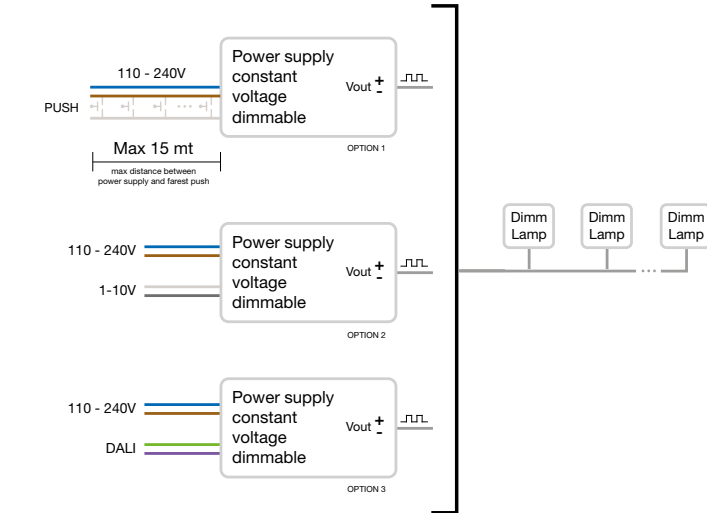 110 - 240V
PUSH
Power supply
constant
voltage
dimmable
Vout + -
OPTION 1
Max 15 mt
max distance between
power supply and farest push
110 - 240V
1-10V
Power supply
constant
voltage
dimmable
Vout + -
OPTION 2
Dimm
Lamp
Dimm
Lamp
Dimm
Lamp
110 - 240V
DALI
Power supply
constant
voltage
dimmable
Vout + -
OPTION 3